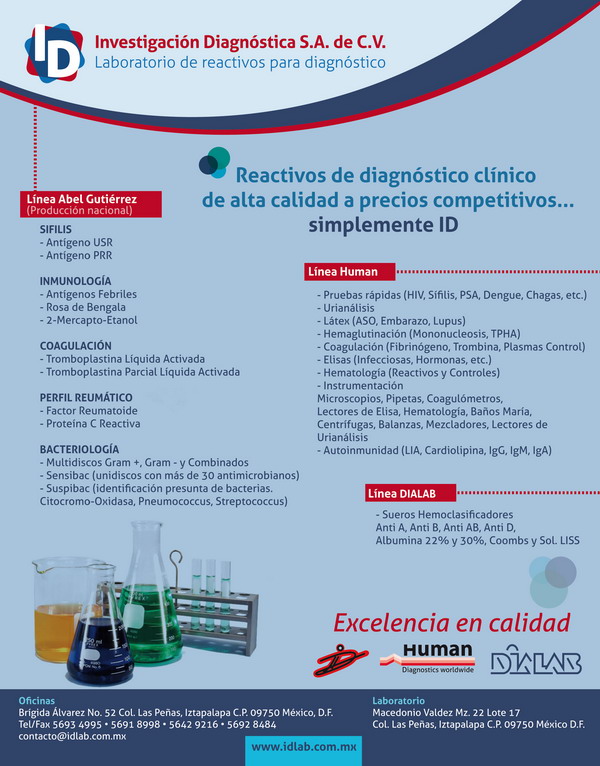 ID
Investigación Diagnóstica S.A. de C.V.
Laboratorio de reactivos para diagnóstico
Reactivos de diagnóstico clínico
de alta calidad a precios competitivos...
simplemente ID
Línea Abel Gutiérrez
(Producción nacional)
SIFILIS
- Antígeno USR
- Antígeno PRR
INMUNOLOGÍA
- Antígenos Febriles
- Rosa de Bengala
- 2-Mercapto-Etanol
COAGULACIÓN
- Tromboplastina Líquida Activada
- Tromboplastina Parcial Líquida Activada
PERFIL REUMÁTICO
- Factor Reumatoide
- Proteína C Reactiva
BACTERIOLOGÍA
- Multidiscos Gram +, Gram - y Combinados
- Sensibac (unidiscos con más de 30 antimicrobianos)
- Suspibac (identificación presunta de bacterias.
Citocromo-Oxidasa, Pneumococcus, Streptococcus)
Línea Human
- Pruebas rápidas (HIV, Sífilis, PSA, Dengue, Chagas, etc.)
- Urianálisis
- Látex (ASO, Embarazo, Lupus)
- Hemaglutinación (Mononucleosis, TPHA)
- Coagulación (Fibrinógeno, Trombina, Plasmas Control)
- Elisas (Infecciosas, Hormonas, etc.)
- Hematología (Reactivos y Controles)
- Instrumentación
Microscopios, Pipetas, Coagulómetros,
Lectores de Elisa, Hematología, Baños María,
Centrífugas, Balanzas, Mezcladores, Lectores de
Urianálisis
- Autoinmunidad (LIA, Cardiolipina, IgG, IgM, IgA)
Línea DIALAB
- Sueros Hemoclasificadores
Anti A, Anti B, Anti AB, Anti D,
Albumina 22% y 30%, Coombs y Sol. LISS
Excelencia en calidad
ID
Human
Diagnostics worldwide
DIALAB
Oficinas
Brígida Álvarez No. 52 Col. Las Peñas, Iztapalapa C.P. 09750 México, D.F.
Tel/Fax 5693 4995 • 5691 8998 • 5642 9216 • 5692 8484
contacto@idlab.com.mx
Laboratorio
Macedonio Valdez Mz. 22 Lote 17
Col. Las Peñas, Iztapalapa C.P. 09750 México D.F.
www.idlab.com.mx